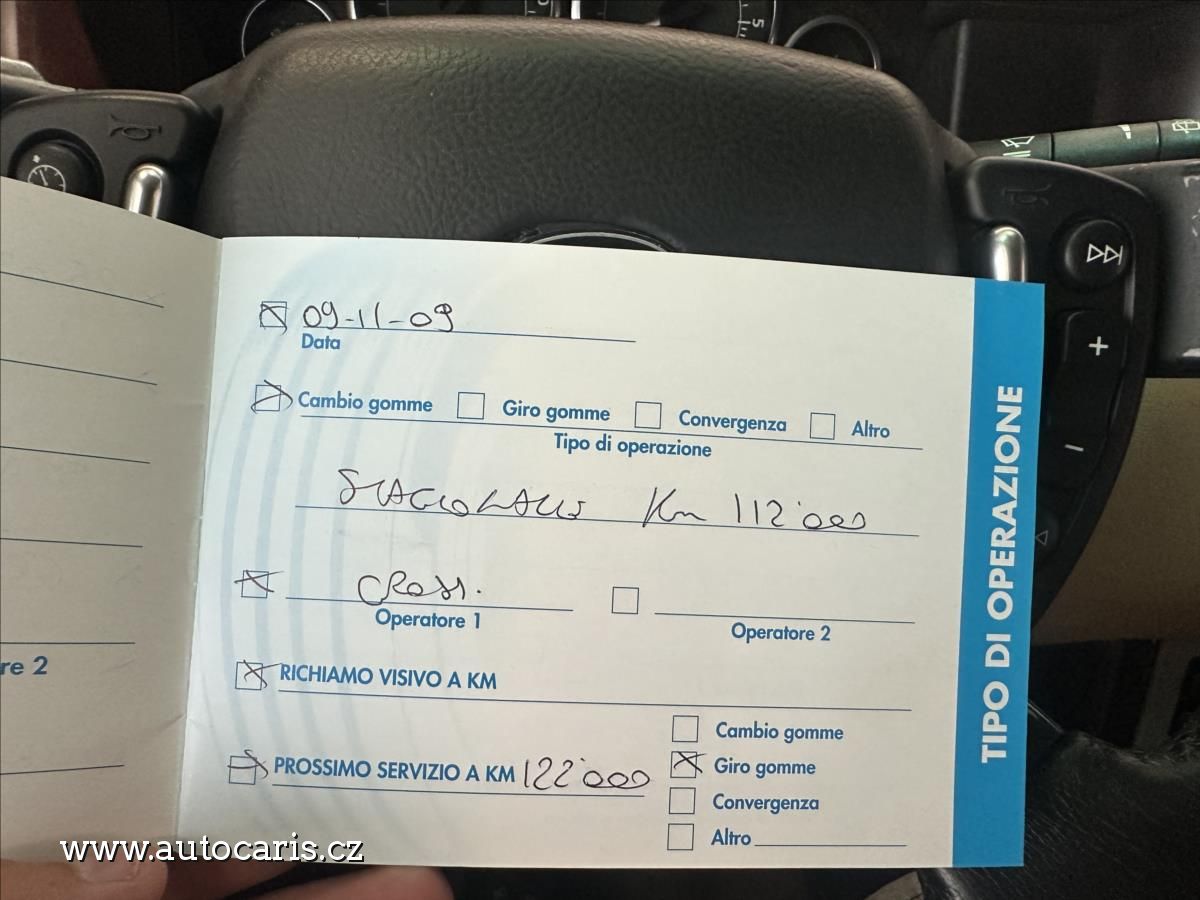 5
09-11-09
Data
Cambio gomme Giro gomme Convergenza Altro
Tipo di operazione
Km 112'000
Operatore 1
Operatore 2
re 2
RICHIAMO VISIVO A KM
PROSSIMO SERVIZIO A KM 122'000
Cambio gomme
Giro gomme
Convergenza
Altro
TIPO DI OPERAZIONE
www.autocaris.cz